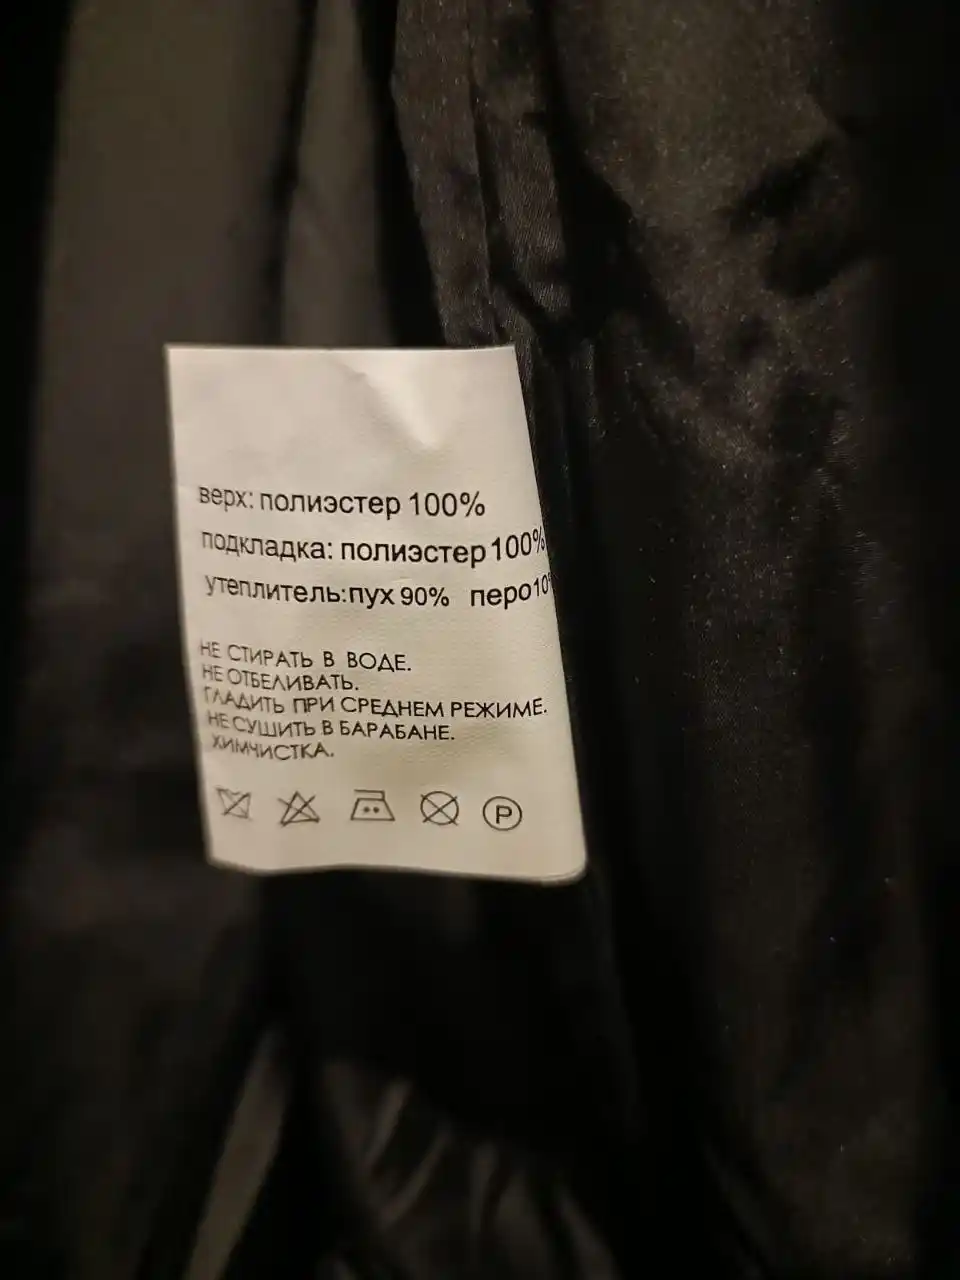 верх: полиэстер 100%
подкладка: полиэстер 100%
утеплитель:пух 90% перо10%
НЕ СТИРАТЬ В ВОДЕ.
НЕ ОТБЕЛИВАТЬ.
ГЛАДИТЬ ПРИ СРЕДНЕМ РЕЖИМЕ.
НЕ СУШИТЬ В БАРАБАНЕ.
ХИМЧИСТКА.
P